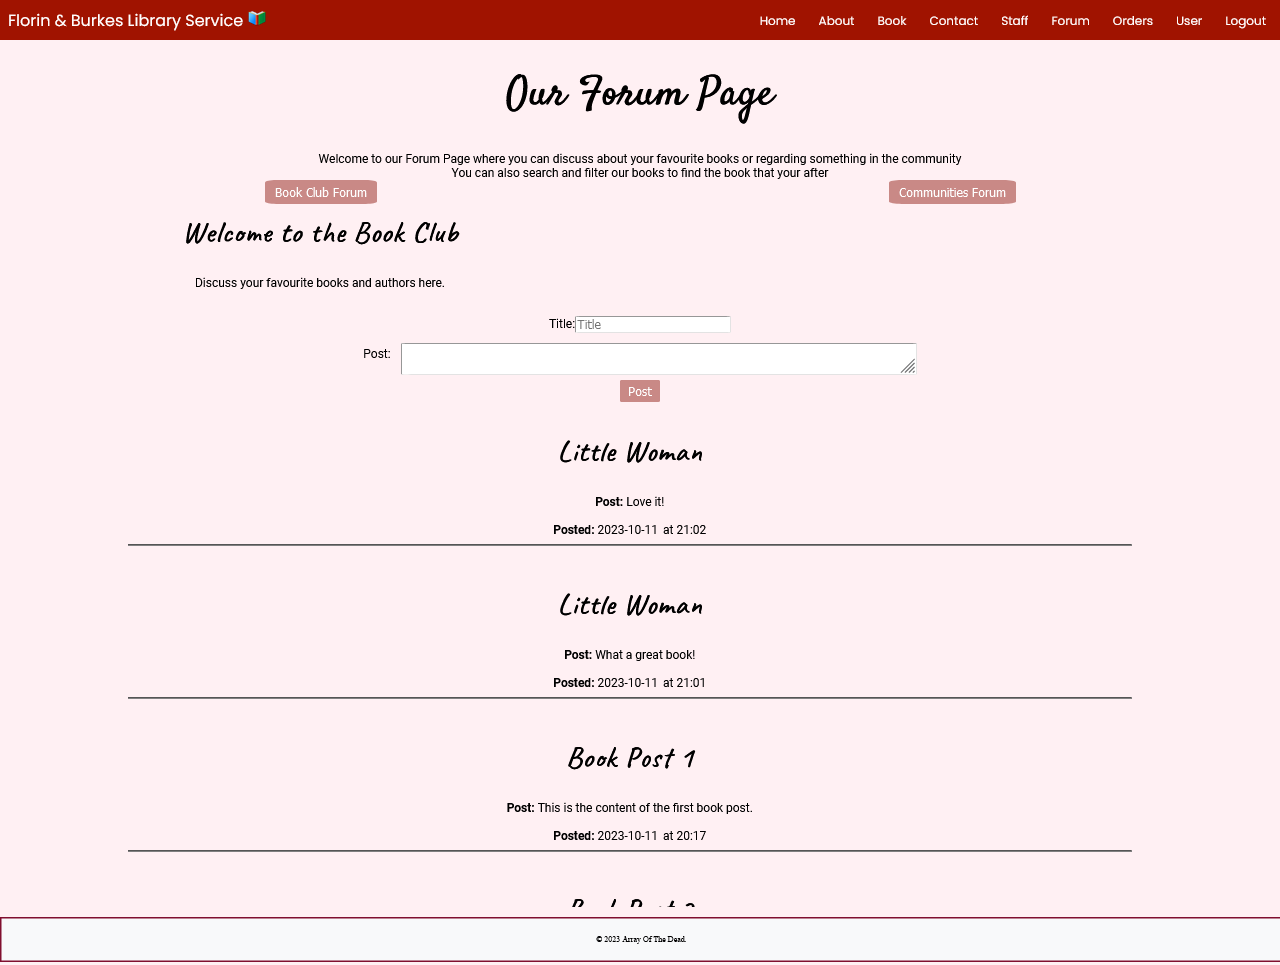 Florin & Burkes Library Service
Home About Book Contact Staff Forum Orders User Logout
Our Forum Page
Welcome to our Forum Page where you can discuss about your favourite books or regarding something in the community
You can also search and filter our books to find the book that your after
Book Club Forum Communities Forum
Welcome to the Book Club
Discuss your favourite books and authors here.
Title: Title
Post:
Post
Little Woman
Post: Love it!
Posted: 2023-10-11 at 21:02
Little Woman
Post: What a great book!
Posted: 2023-10-11 at 21:01
Book Post 1
Post: This is the content of the first book post.
Posted: 2023-10-11 at 20:17
Book Post
© 2023 Array Of The Dead.